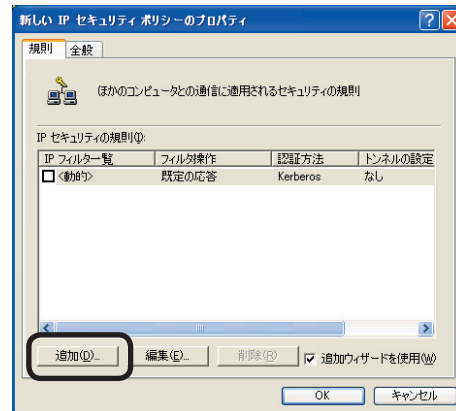 新しい IP セキュリティ ポリシーのプロパティ
規則 全般
ほかのコンピュータとの通信に適用されるセキュリティの規則
IP セキュリティの規則(I):
IP フィルタ一覧 フィルタ操作 認証方法 トンネルの設定
<動的> 既定の応答 Kerberos なし
追加(D)... 編集(E)... 削除(R) 追加ウィザードを使用(W)
OK キャンセル